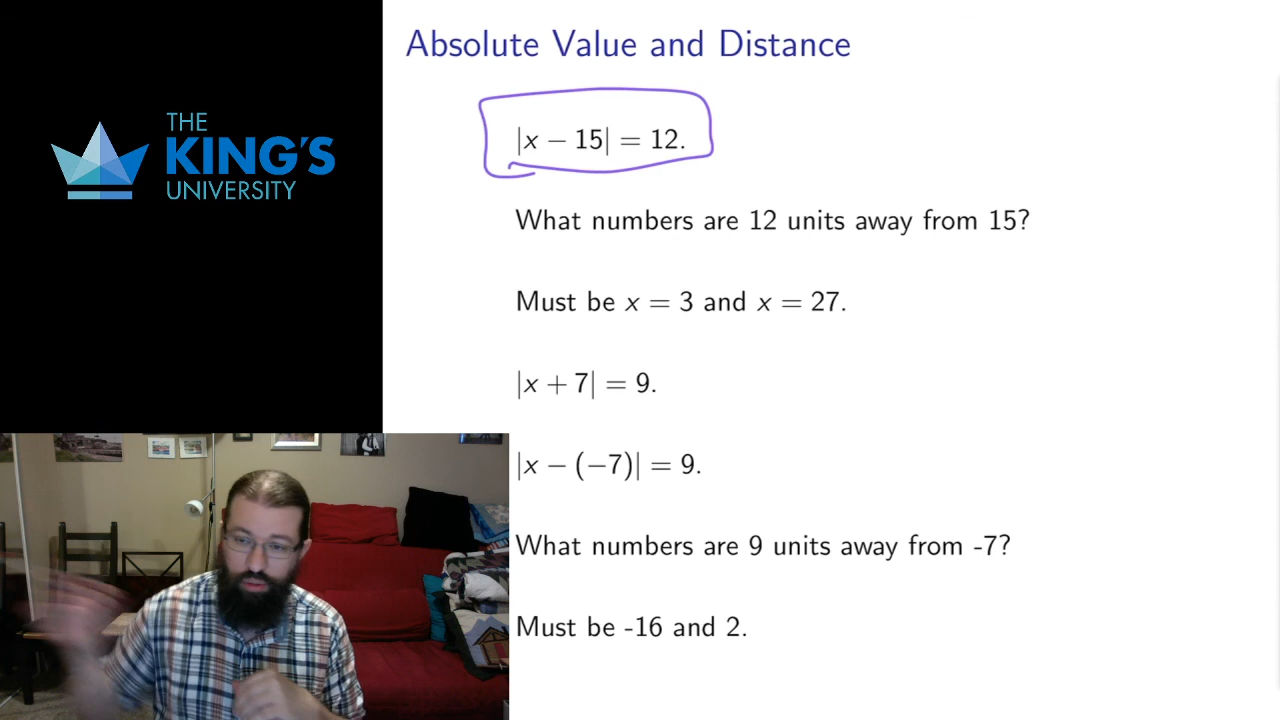 THE
KING'S
UNIVERSITY
Absolute Value and Distance
|x − 15| = 12.
What numbers are 12 units away from 15?
Must be x = 3 and x = 27.
|x + 7| = 9.
|x − (−7)| = 9.
What numbers are 9 units away from -7?
Must be -16 and 2.